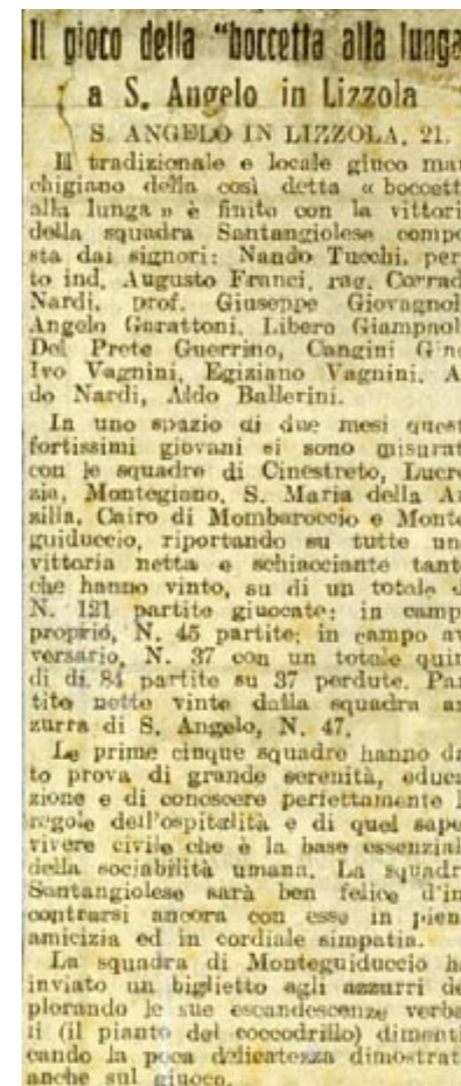 Il gioco della "boccetta alla lunga
a S. Angelo in Lizzola
S. ANGELO IN LIZZOLA, 21.
Il tradizionale e locale giuco mar
chigiano della così detta « boccett
alla lunga » è finito con la vittori
della squadra Santangiolese compo
sta dai signori: Nando Tucchi, per
to ind. Augusto Franci, rag. Corrad
Nardi, prof. Giuseppe Giovagnol
Angelo Garattoni, Libero Giampaol
Del Prete Guerrino, Cangini G no
Ivo Vagnini, Egiziano Vagnini, A
do Nardi, Aldo Ballerini.
In uno spazio di due mesi quest
fortissimi giovani si sono misurat
con le squadre di Cinestreto, Lucre
zia, Montegiano, S. Maria della Ar
zilla, Cairo di Mombaroccio e Monte
guiduccio, riportando su tutte un
vittoria netta e schiacciante tant
che hanno vinto, su di un totale d
N. 121 partite giuocate: in camp
proprio, N. 45 partite; in campo av
versario, N. 37 con un totale quin
di di 84 partite su 37 perdute. Par
tite nette vinte dalla squadra az
zurra di S. Angelo, N. 47.
Le prime cinque squadre hanno da
to prova di grande serenità, educa
zione e di conoscere perfettamente l
regole dell'ospitalità e di quel sape
vivere civile che è la base essenzial
della sociabilità umana. La squadr
Santangiolese sarà ben felice d'in
contrarsi ancora con esse in pien
amicizia ed in cordiale simpatia.
La squadra di Monteguiduccio ha
inviato un biglietto agli azzurri de
plorando le sue escandescenze verba
li (il pianto del coccodrillo) dimenti
cando la poca delicatezza dimostrat
anche sul giuoco.